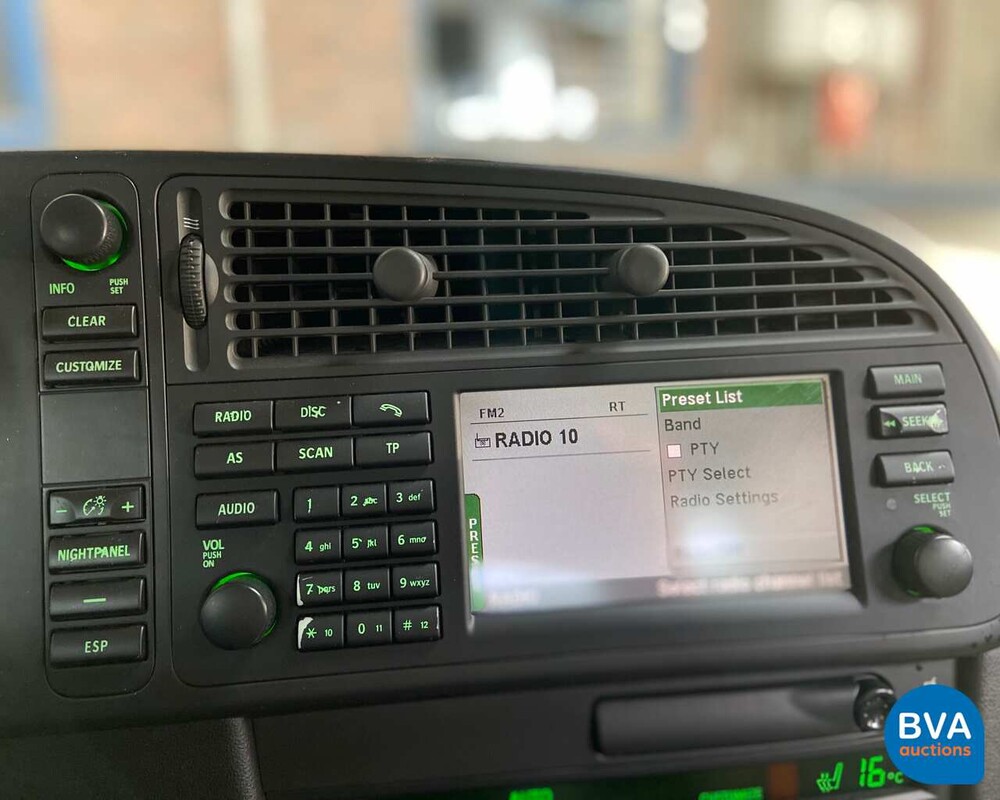 INFO
PUSH
SET
CLEAR
CUSTOMIZE
- +
NIGHTPANEL
ESP
RADIO DISC
AS SCAN TP
AUDIO
1 2 abc 3 def
4 ghi 5 jkl 6 mno
7 pqrs 8 tuv 9 wxyz
* 10 0 11 # 12
VOL
PUSH
ON
FM2 RT
RADIO 10
PRES
Preset List
Band
PTY
PTY Select
Radio Settings
MAIN
SEEK
BACK
SELECT
PUSH
SET
AUTO
16°C
BVA
auctions